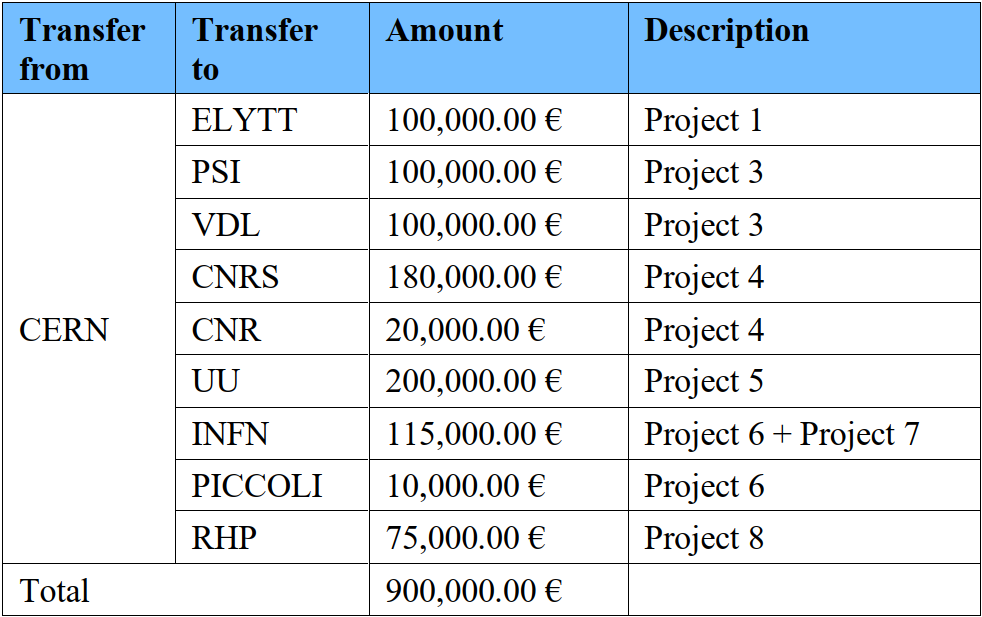 Transfer from Transfer to Amount Description
CERN ELYTT 100,000.00 € Project 1
PSI 100,000.00 € Project 3
VDL 100,000.00 € Project 3
CNRS 180,000.00 € Project 4
CNR 20,000.00 € Project 4
UU 200,000.00 € Project 5
INFN 115,000.00 € Project 6 + Project 7
PICCOLI 10,000.00 € Project 6
RHP 75,000.00 € Project 8
Total 900,000.00 €